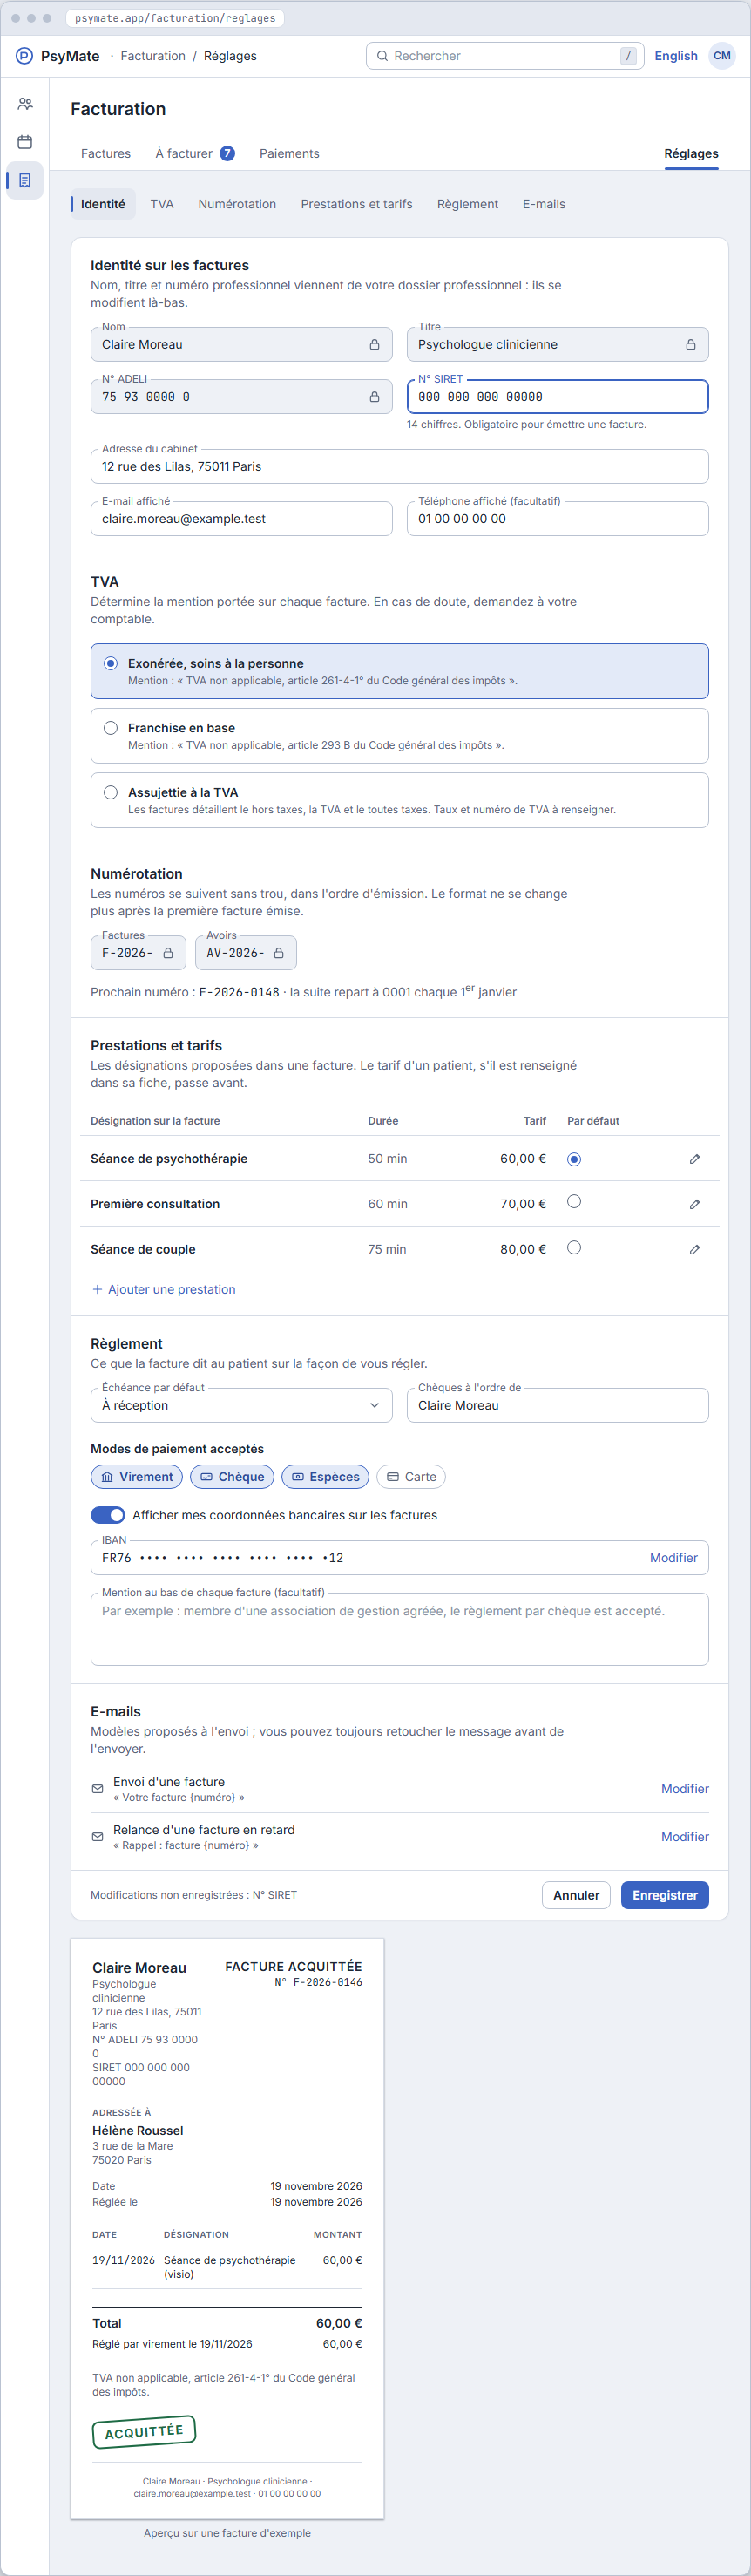 psymate.app/facturation/reglages
PsyMate · Facturation / Réglages
Rechercher /
English
CM
Facturation
Factures
À facturer 7
Paiements
Réglages
Identité
TVA
Numérotation
Prestations et tarifs
Règlement
E-mails
Identité sur les factures
Nom, titre et numéro professionnel viennent de votre dossier professionnel : ils se
modifient là-bas.
Nom
Claire Moreau
Titre
Psychologue clinicienne
N° ADELI
75 93 0000 0
N° SIRET
000 000 000 00000
14 chiffres. Obligatoire pour émettre une facture.
Adresse du cabinet
12 rue des Lilas, 75011 Paris
E-mail affiché
claire.moreau@example.test
Téléphone affiché (facultatif)
01 00 00 00 00
TVA
Détermine la mention portée sur chaque facture. En cas de doute, demandez à votre
comptable.
Exonérée, soins à la personne
Mention : « TVA non applicable, article 261-4-1° du Code général des impôts ».
Franchise en base
Mention : « TVA non applicable, article 293 B du Code général des impôts ».
Assujettie à la TVA
Les factures détaillent le hors taxes, la TVA et le toutes taxes. Taux et numéro de TVA à renseigner.
Numérotation
Les numéros se suivent sans trou, dans l'ordre d'émission. Le format ne se change
plus après la première facture émise.
Factures
F-2026-
Avoirs
AV-2026-
Prochain numéro : F-2026-0148 · la suite repart à 0001 chaque 1er janvier
Prestations et tarifs
Les désignations proposées dans une facture. Le tarif d'un patient, s'il est renseigné
dans sa fiche, passe avant.
Désignation sur la facture Durée Tarif Par défaut
Séance de psychothérapie 50 min 60,00 €
Première consultation 60 min 70,00 €
Séance de couple 75 min 80,00 €
+ Ajouter une prestation
Règlement
Ce que la facture dit au patient sur la façon de vous régler.
Échéance par défaut
À réception
Chèques à l'ordre de
Claire Moreau
Modes de paiement acceptés
Virement
Chèque
Espèces
Carte
Afficher mes coordonnées bancaires sur les factures
IBAN
FR76 •••• •••• •••• •••• •••• •12
Modifier
Mention au bas de chaque facture (facultatif)
Par exemple : membre d'une association de gestion agréée, le règlement par chèque est accepté.
E-mails
Modèles proposés à l'envoi ; vous pouvez toujours retoucher le message avant de
l'envoyer.
Envoi d'une facture
« Votre facture {numéro} »
Modifier
Relance d'une facture en retard
« Rappel : facture {numéro} »
Modifier
Modifications non enregistrées : N° SIRET
Annuler
Enregistrer
Claire Moreau
Psychologue
clinicienne
12 rue des Lilas, 75011
Paris
N° ADELI 75 93 0000
0
SIRET 000 000 000
00000
FACTURE ACQUITTÉE
N° F-2026-0146
ADRESSÉE À
Hélène Roussel
3 rue de la Mare
75020 Paris
Date 19 novembre 2026
Réglée le 19 novembre 2026
DATE DÉSIGNATION MONTANT
19/11/2026 Séance de psychothérapie 60,00 €
(visio)
Total 60,00 €
Réglé par virement le 19/11/2026 60,00 €
TVA non applicable, article 261-4-1° du Code général
des impôts.
ACQUITTÉE
Claire Moreau · Psychologue clinicienne ·
claire.moreau@example.test · 01 00 00 00 00
Aperçu sur une facture d'exemple